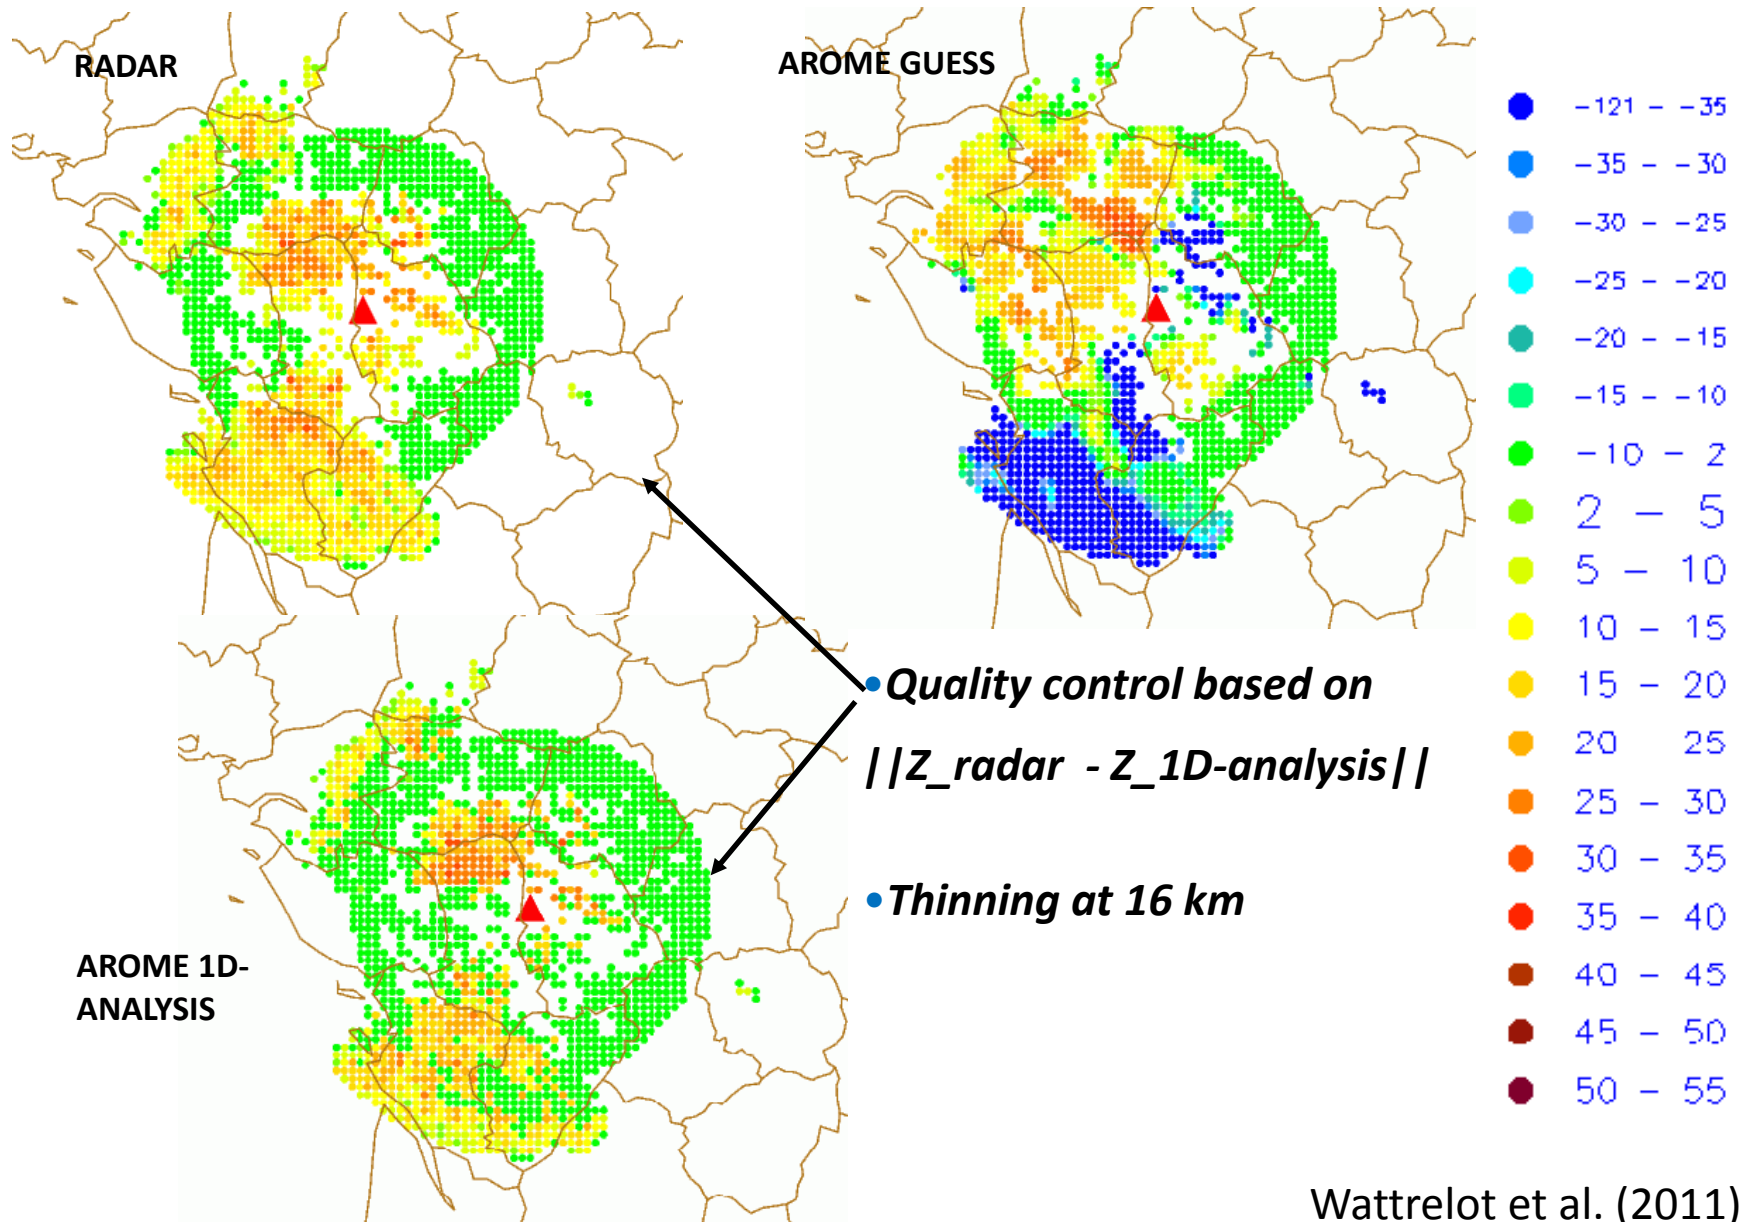 RADAR
AROME GUESS
-121 - -35
-35 - -30
-30 - -25
-25 - -20
-20 - -15
-15 - -10
-10 - 2
2 - 5
5 - 10
10 - 15
15 - 20
20 25
25 - 30
30 - 35
35 - 40
40 - 45
45 - 50
50 - 55
•Quality control based on
||Z_radar - Z_1D-analysis||
•Thinning at 16 km
AROME 1D-
ANALYSIS
Wattrelot et al. (2011)